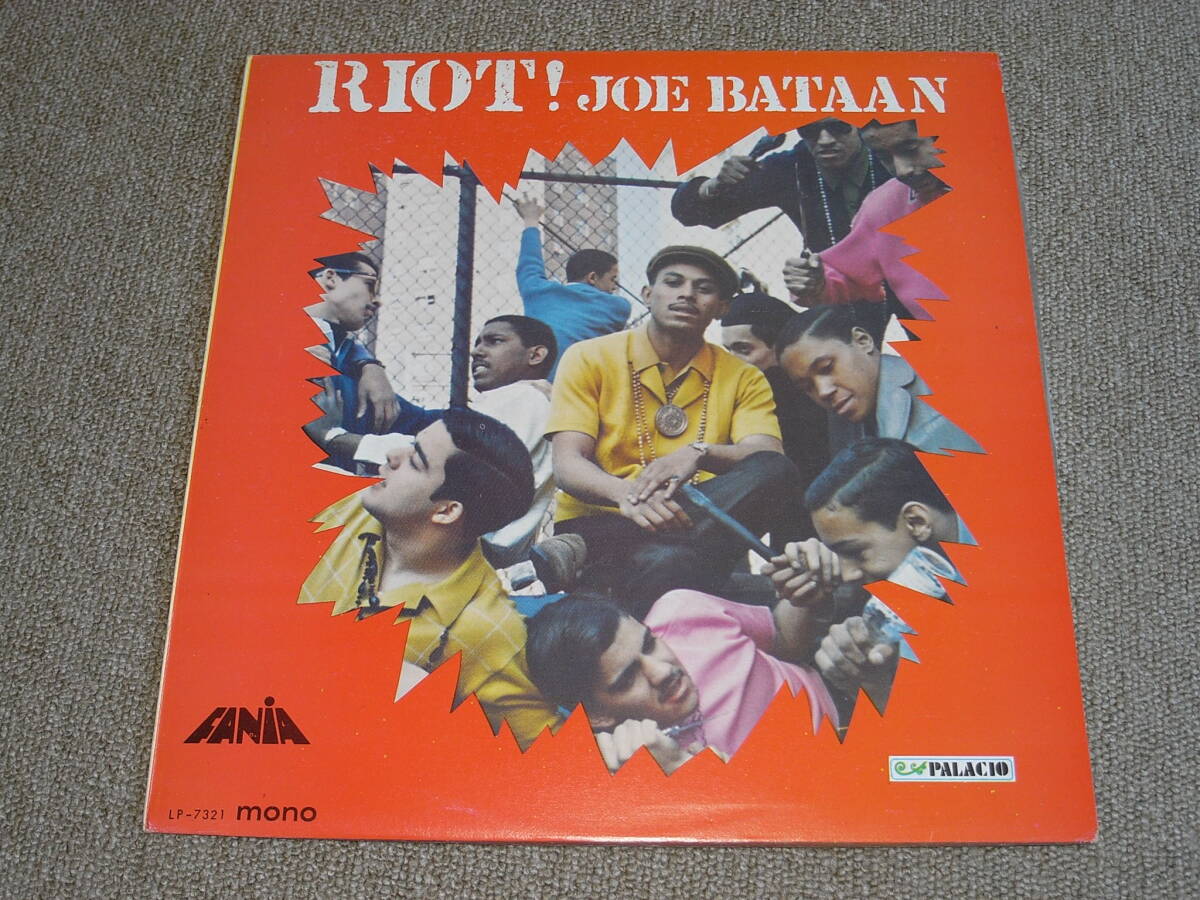 RIOT! JOE BATAAN
FANIA
PALACIO
LP-7321 mono